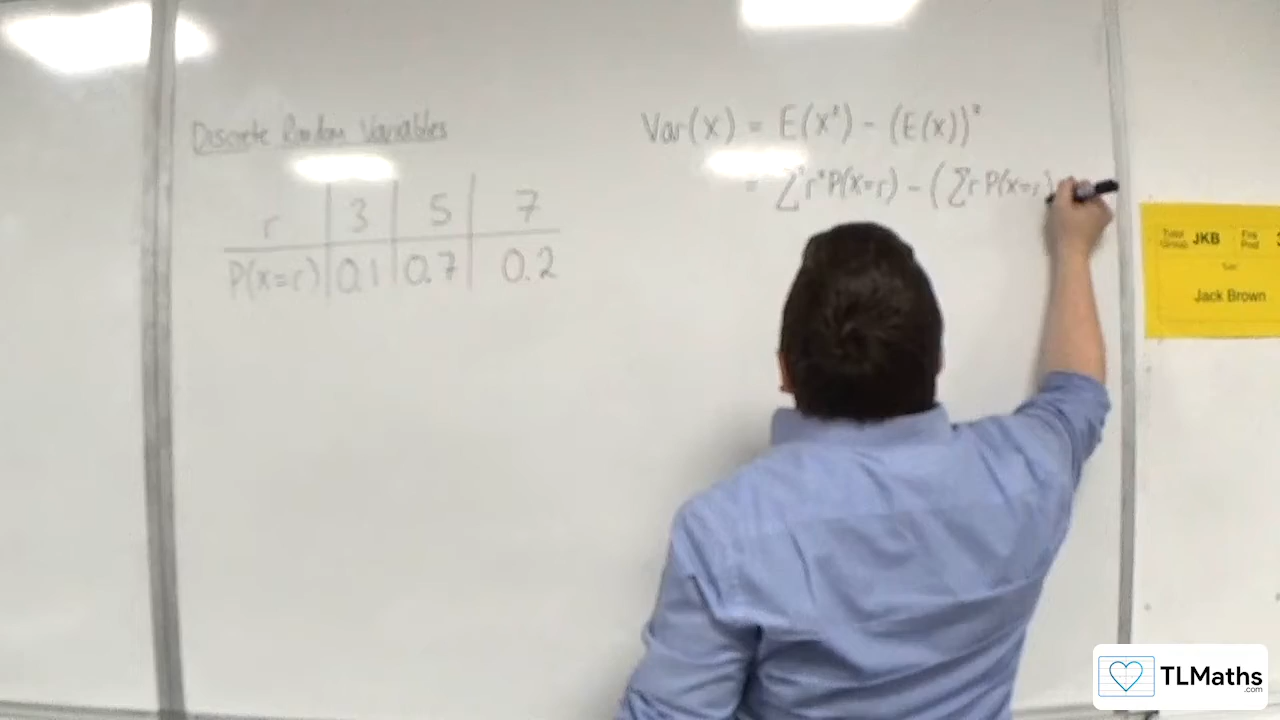 Discrete Random Variables
r 3 5 7
P(X=r) 0.1 0.7 0.2
Var(X) = E(X²) - (E(X))²
= ∑r²P(X=r) - (∑rP(X=r)
Tutor Group JKB
Jack Brown
TLMaths
.com